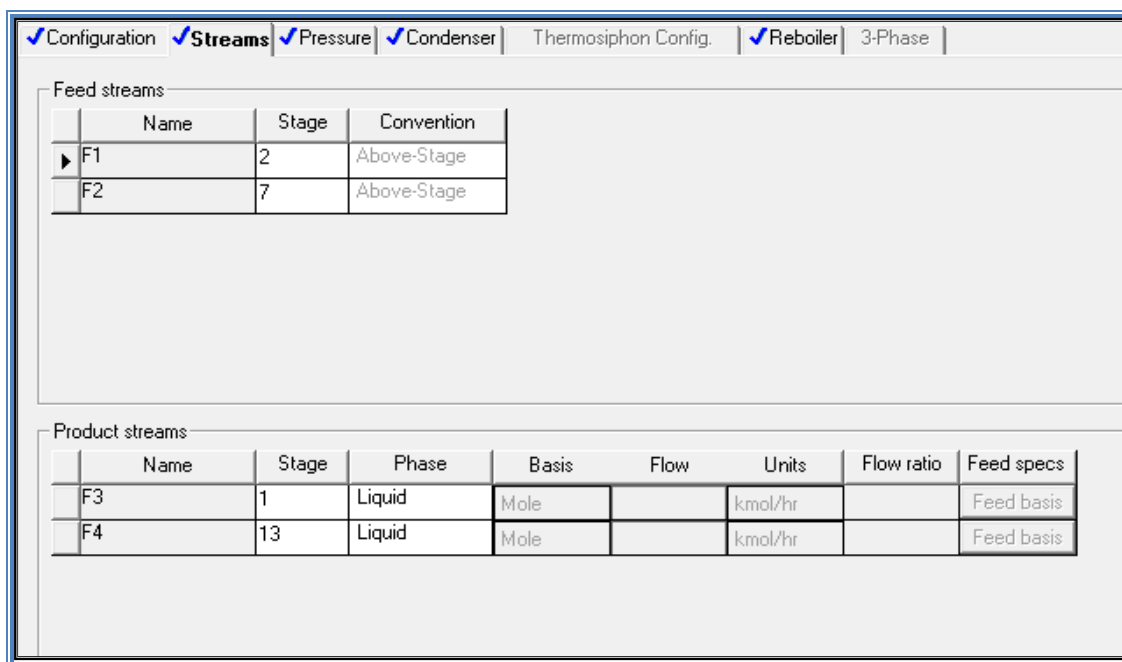 Configuration Streams Pressure Condenser Thermosiphon Config. Reboiler 3-Phase
Feed streams
Name Stage Convention
F1 2 Above-Stage
F2 7 Above-Stage
Product streams
Name Stage Phase Basis Flow Units Flow ratio Feed specs
F3 1 Liquid Mole kmol/hr Feed basis
F4 13 Liquid Mole kmol/hr Feed basis